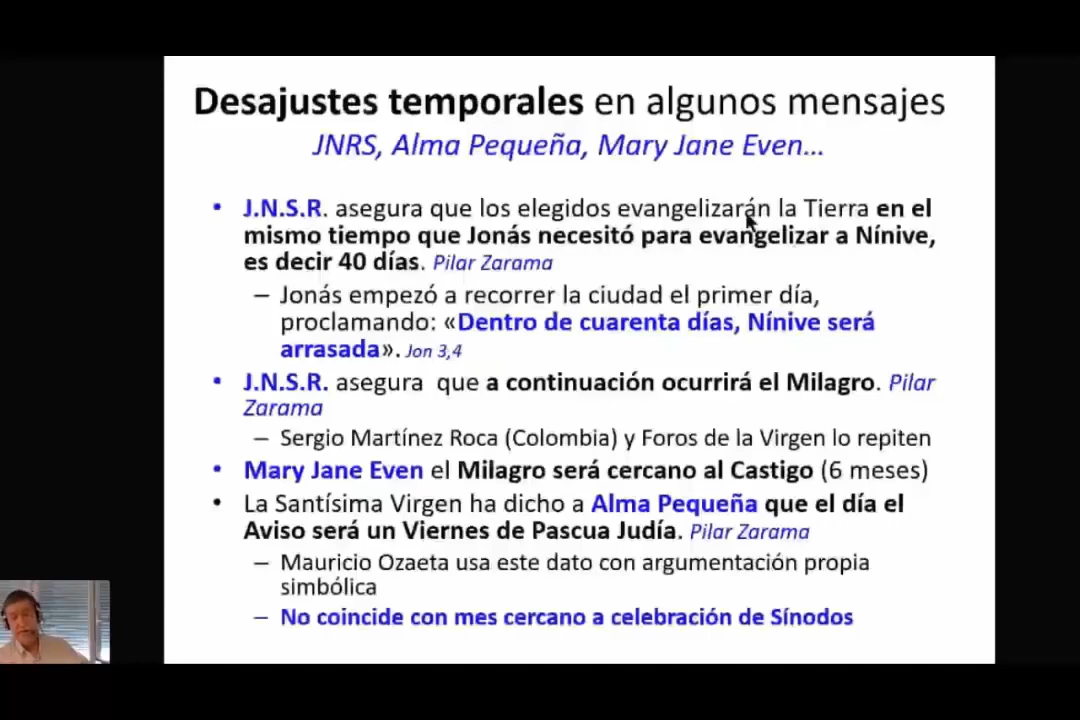 Desajustes temporales en algunos mensajes
JNRS, Alma Pequeña, Mary Jane Even...
• J.N.S.R. asegura que los elegidos evangelizarán la Tierra en el
mismo tiempo que Jonás necesitó para evangelizar a Nínive,
es decir 40 días. Pilar Zarama
– Jonás empezó a recorrer la ciudad el primer día,
proclamando: «Dentro de cuarenta días, Nínive será
arrasada». Jon 3,4
• J.N.S.R. asegura que a continuación ocurrirá el Milagro. Pilar
Zarama
– Sergio Martínez Roca (Colombia) y Foros de la Virgen lo repiten
• Mary Jane Even el Milagro será cercano al Castigo (6 meses)
• La Santísima Virgen ha dicho a Alma Pequeña que el día el
Aviso será un Viernes de Pascua Judía. Pilar Zarama
– Mauricio Ozaeta usa este dato con argumentación propia
simbólica
– No coincide con mes cercano a celebración de Sínodos